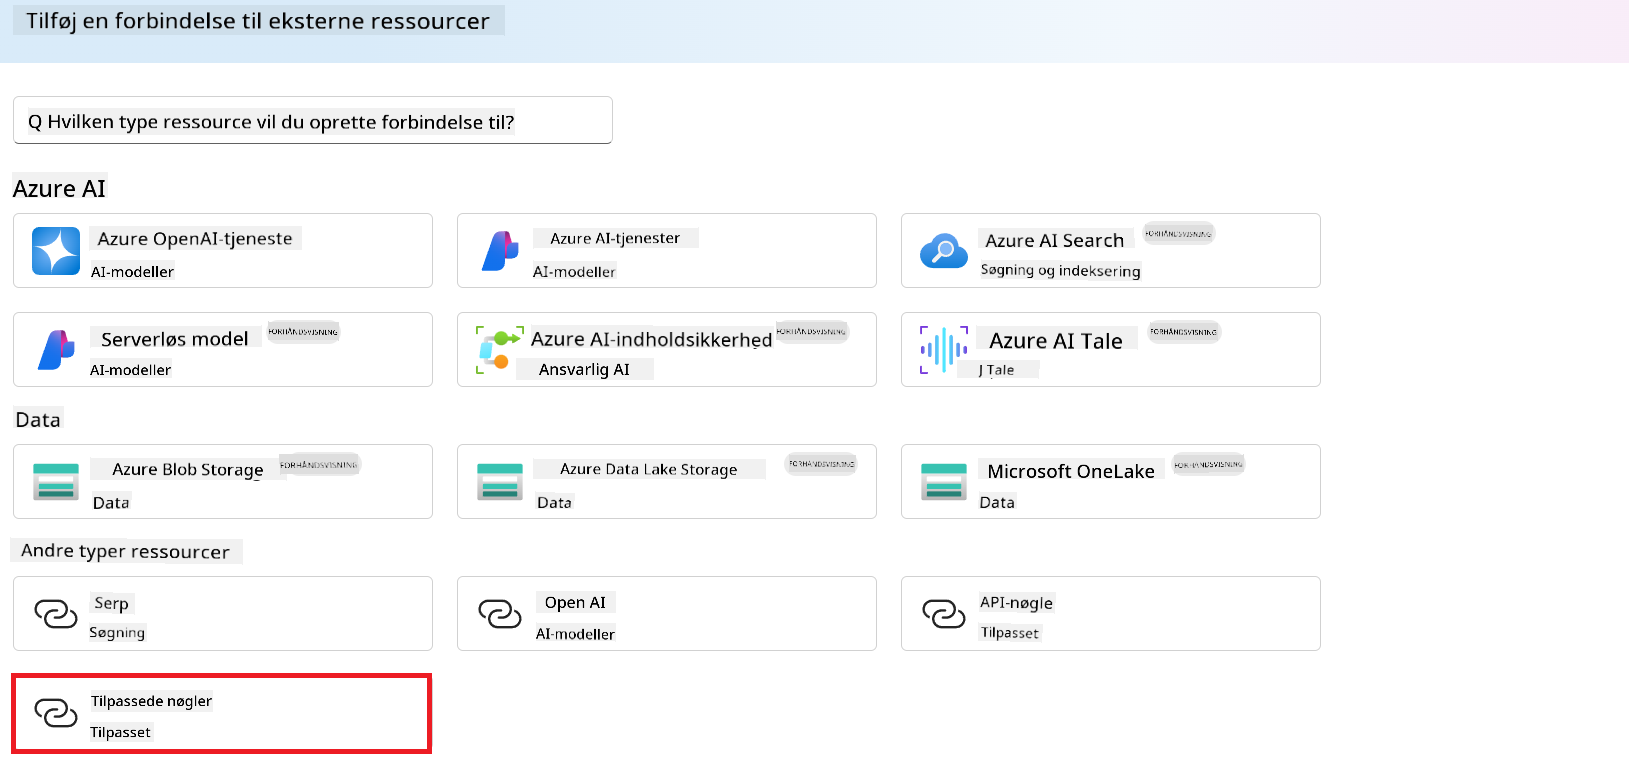 Tilføj en forbindelse til eksterne ressourcer
Q Hvilken type ressource vil du oprette forbindelse til?
Azure AI
Azure OpenAI-tjeneste
AI-modeller
Azure AI-tjenester
AI-modeller
Azure AI Search FORHÅNDSVISNING
Søgning og indeksering
Serverløs model FORHÅNDSVISNING
AI-modeller
Azure AI-indholdsikkerhed FORHÅNDSVISNING
Ansvarlig AI
Azure AI Tale FORHÅNDSVISNING
J Tale
Data
Azure Blob Storage FORHÅNDSVISNING
Data
Azure Data Lake Storage FORHÅNDSVISNING
Data
Microsoft OneLake FORHÅNDSVISNING
Data
Andre typer ressourcer
Serp
Søgning
Open AI
AI-modeller
API-nøgle
Tilpasset
Tilpassede nøgler
Tilpasset